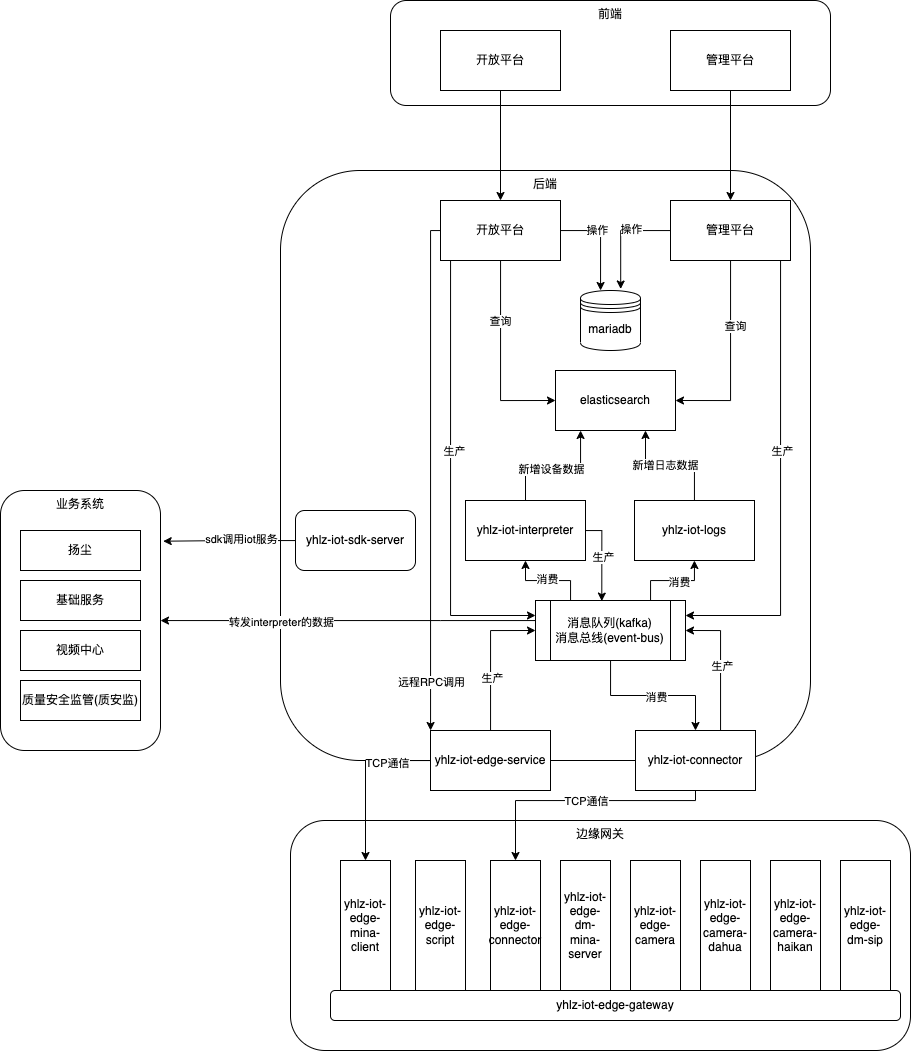 前端
开放平台
管理平台
后端
开放平台
管理平台
操作
操作
mariadb
查询
查询
elasticsearch
生产
生产
新增设备数据
新增日志数据
业务系统
扬尘
基础服务
视频中心
质量安全监管(质安监)
sdk调用iot服务
yhlz-iot-sdk-server
yhlz-iot-interpreter
yhlz-iot-logs
生产
消费
消费
消息队列(kafka)
消息总线(event-bus)
转发interpreter的数据
远程RPC调用
生产
生产
消费
yhlz-iot-edge-service
yhlz-iot-connector
TCP通信
TCP通信
边缘网关
yhlz-iot-
edge-
mina-
client
yhlz-iot-
edge-
script
yhlz-iot-
edge-
connector
yhlz-iot-
edge-
dm-
mina-
server
yhlz-iot-
edge-
camera
yhlz-iot-
edge-
camera-
dahua
yhlz-iot-
edge-
camera-
haikan
yhlz-iot-
edge-
dm-sip
yhlz-iot-edge-gateway